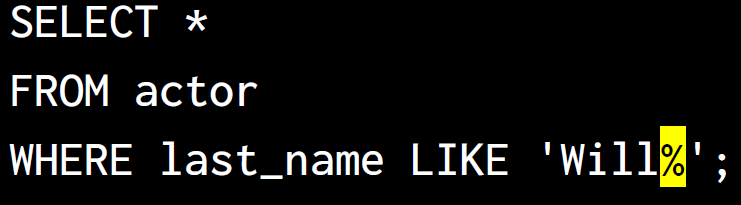 SELECT *
FROM actor
WHERE last_name LIKE 'Will%';